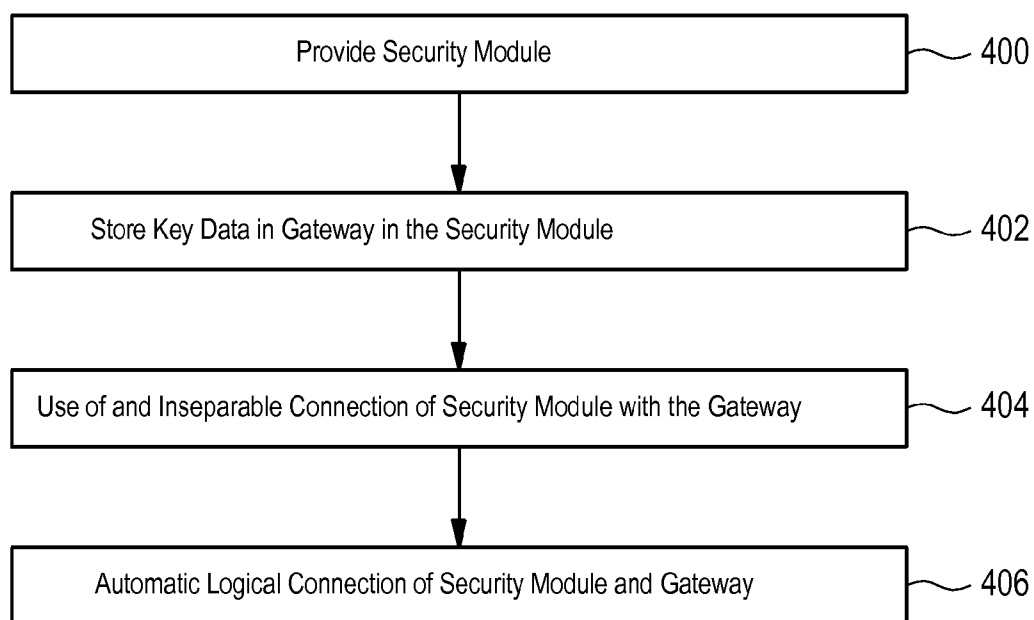 Provide Security Module 400
Store Key Data in Gateway in the Security Module 402
Use of and Inseparable Connection of Security Module with the Gateway 404
Automatic Logical Connection of Security Module and Gateway 406